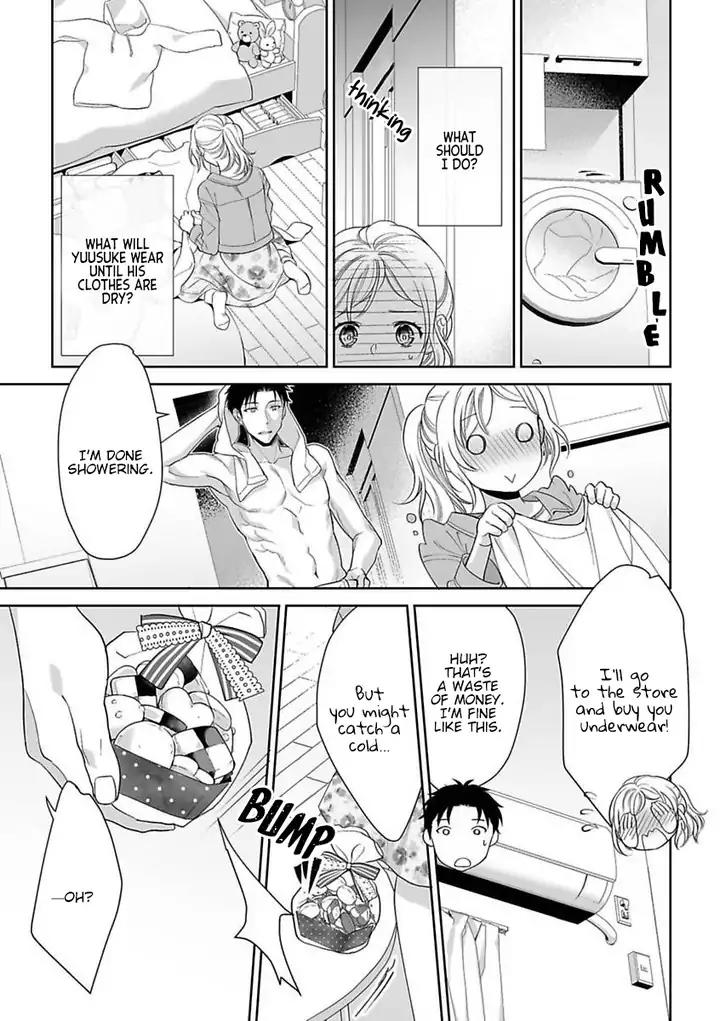 RUMBLE
WHAT
SHOULD
I DO?
thinking
WHAT WILL
YUUSUKE WEAR
UNTIL HIS
CLOTHES ARE
DRY?
I'M DONE
SHOWERING.
I'll go
to the store
and buy you
underwear!
HUH?
THAT'S
A WASTE
OF MONEY.
I'M FINE
LIKE THIS.
But
you might
catch a
cold...
BUMP!!
—OH?